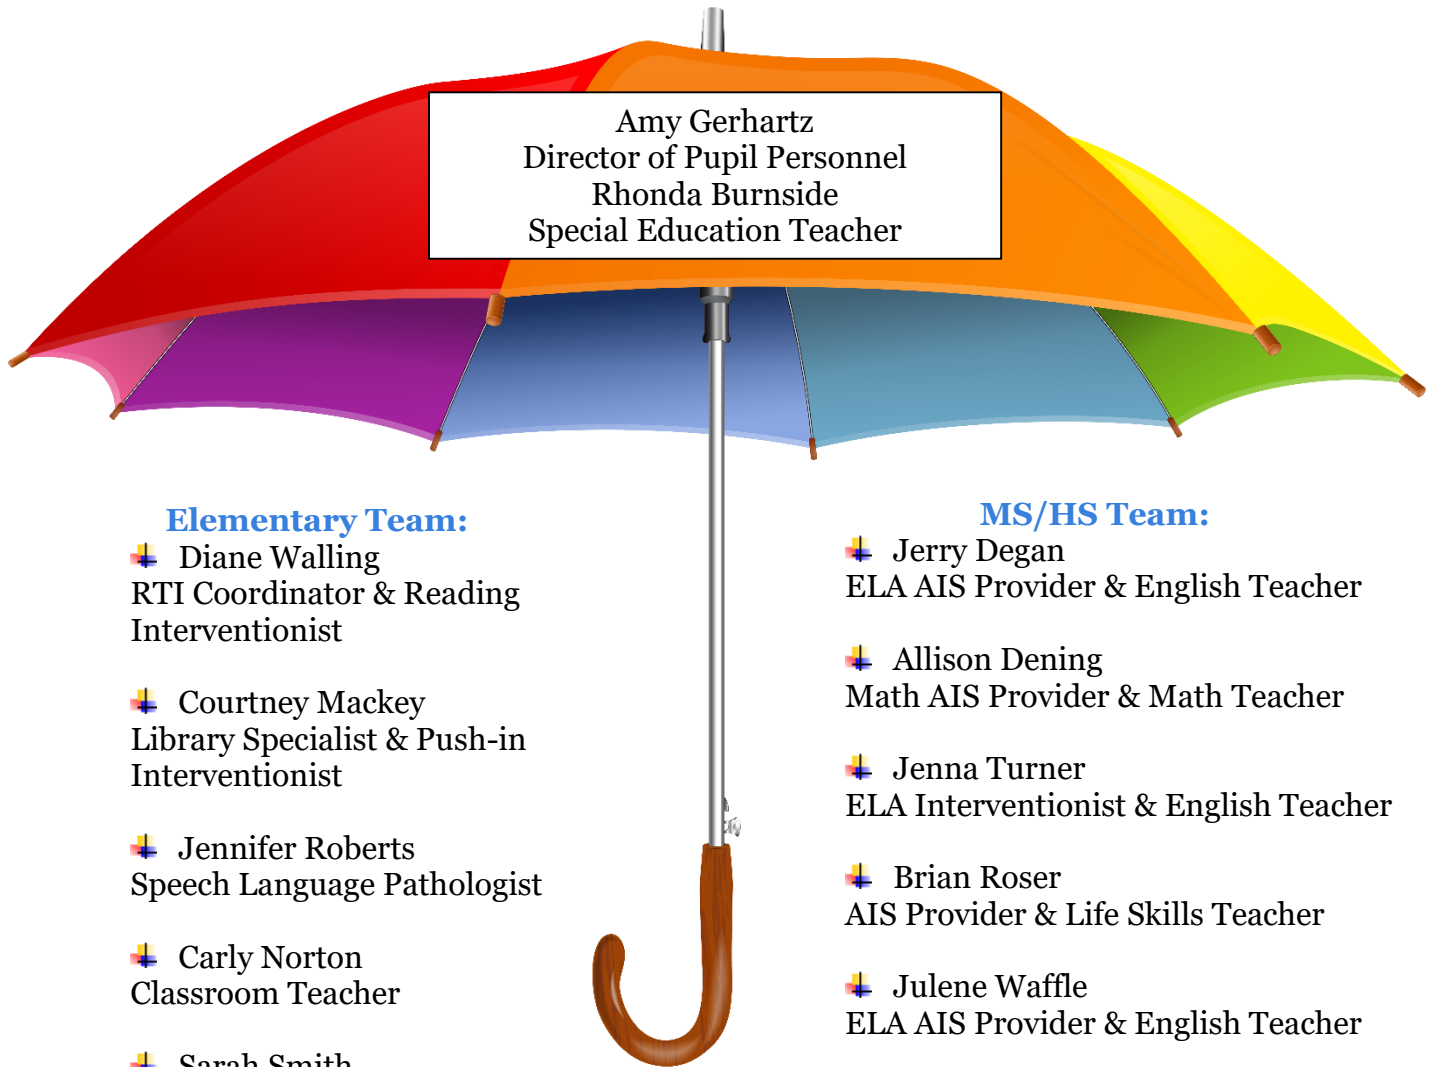 Amy Gerhartz
Director of Pupil Personnel
Rhonda Burnside
Special Education Teacher
Elementary Team:
Diane Walling
RTI Coordinator & Reading
Interventionist
Courtney Mackey
Library Specialist & Push-in
Interventionist
Jennifer Roberts
Speech Language Pathologist
Carly Norton
Classroom Teacher
Sarah Smith
MS/HS Team:
Jerry Degan
ELA AIS Provider & English Teacher
Allison Dening
Math AIS Provider & Math Teacher
Jenna Turner
ELA Interventionist & English Teacher
Brian Roser
AIS Provider & Life Skills Teacher
Julene Waffle
ELA AIS Provider & English Teacher